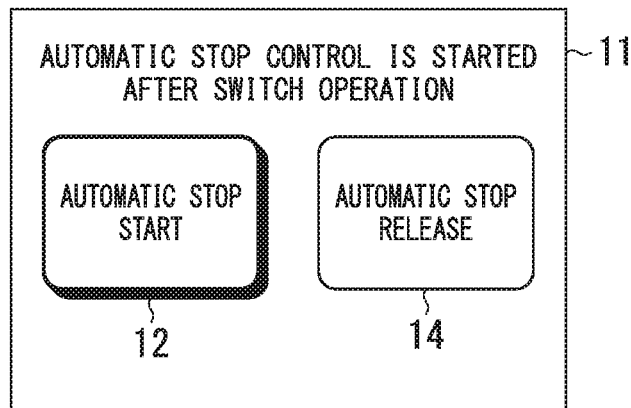 AUTOMATIC STOP CONTROL IS STARTED
AFTER SWITCH OPERATION
11
AUTOMATIC STOP
START
AUTOMATIC STOP
RELEASE
12
14